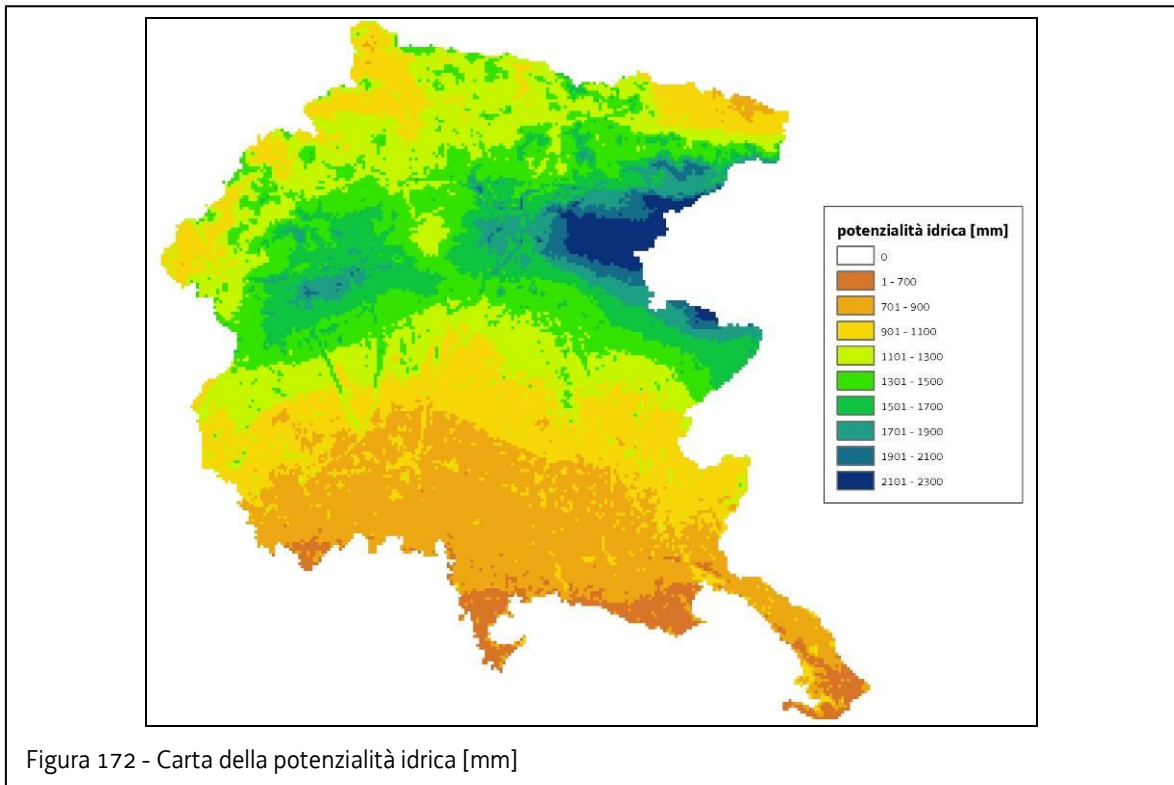 potenzialità idrica [mm]
0
1 - 700
701 - 900
901 - 1100
1101 - 1300
1301 - 1500
1501 - 1700
1701 - 1900
1901 - 2100
2101 - 2300
Figura 172 - Carta della potenzialità idrica [mm]